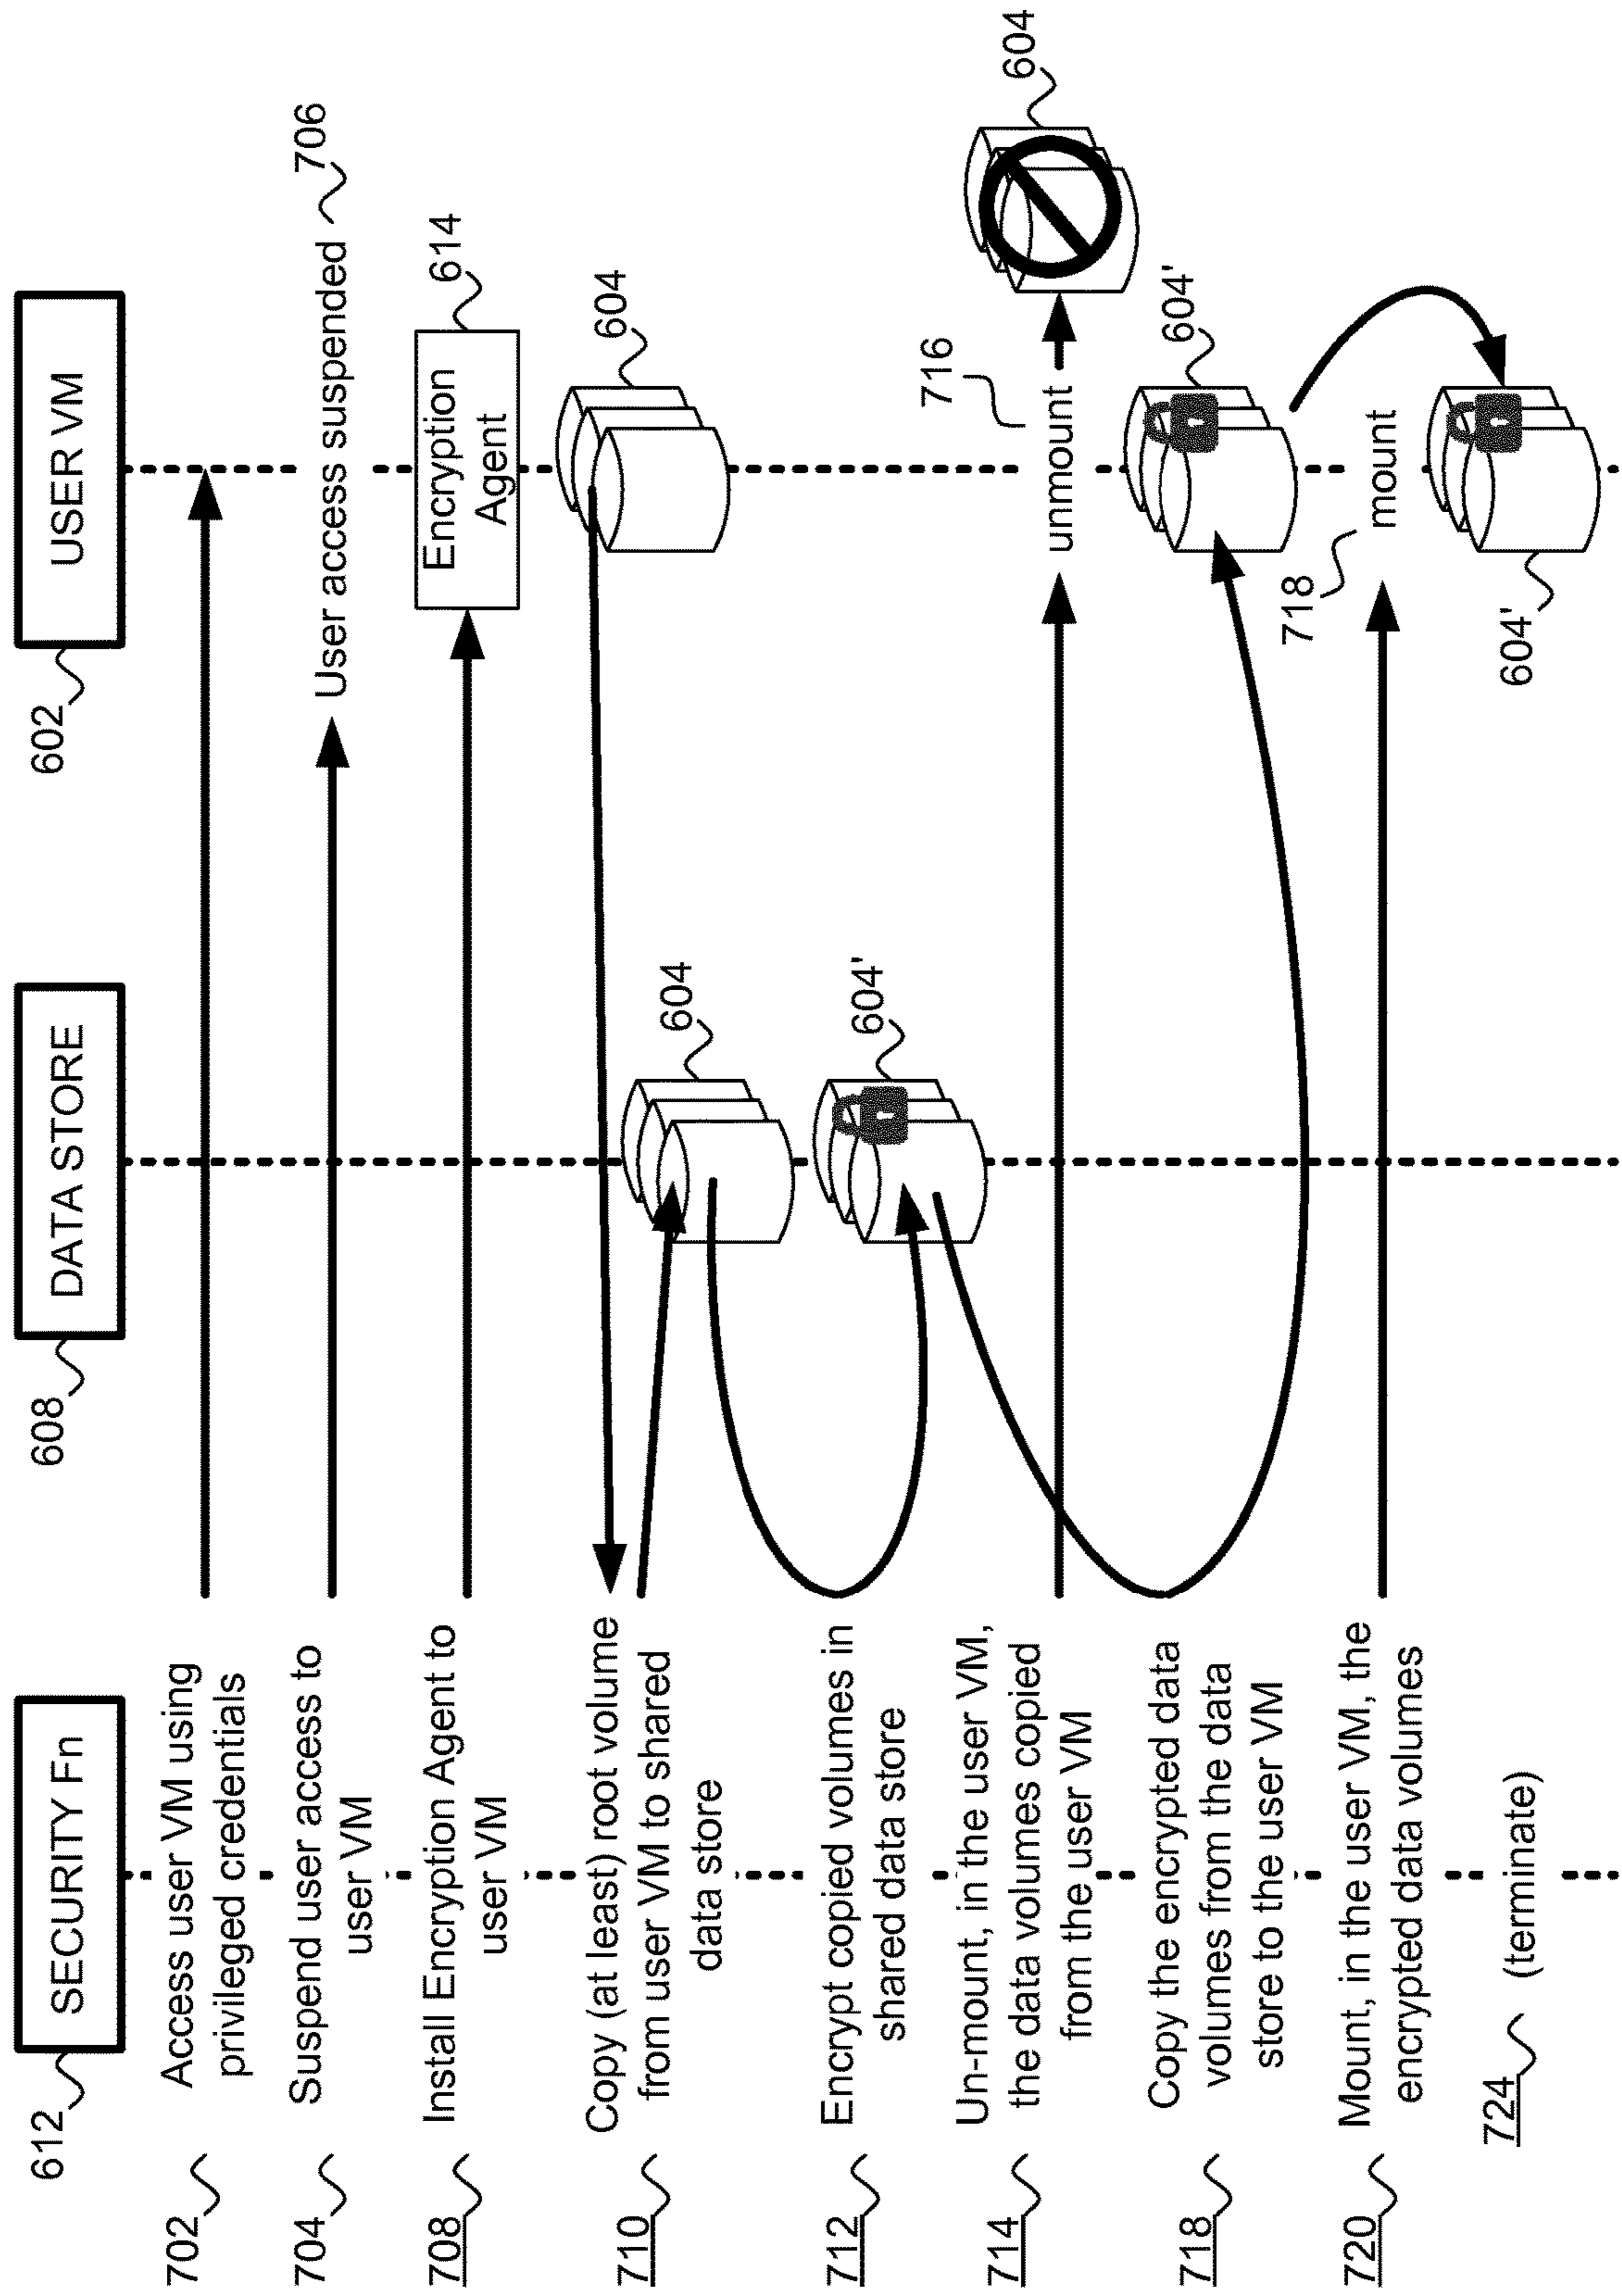 612
SECURITY Fn
608
DATA STORE
602
USER VM
702
Access user VM using
privileged credentials
704
Suspend user access to
user VM
User access suspended
706
708
Install Encryption Agent to
user VM
Encryption
Agent
614
710
Copy (at least) root volume
from user VM to shared
data store
604
604
712
Encrypt copied volumes in
shared data store
604'
714
Un-mount, in the user VM,
the data volumes copied
from the user VM
unmount
716
604
718
Copy the encrypted data
volumes from the data
store to the user VM
604'
720
Mount, in the user VM, the
encrypted data volumes
718
mount
604'
724
(terminate)